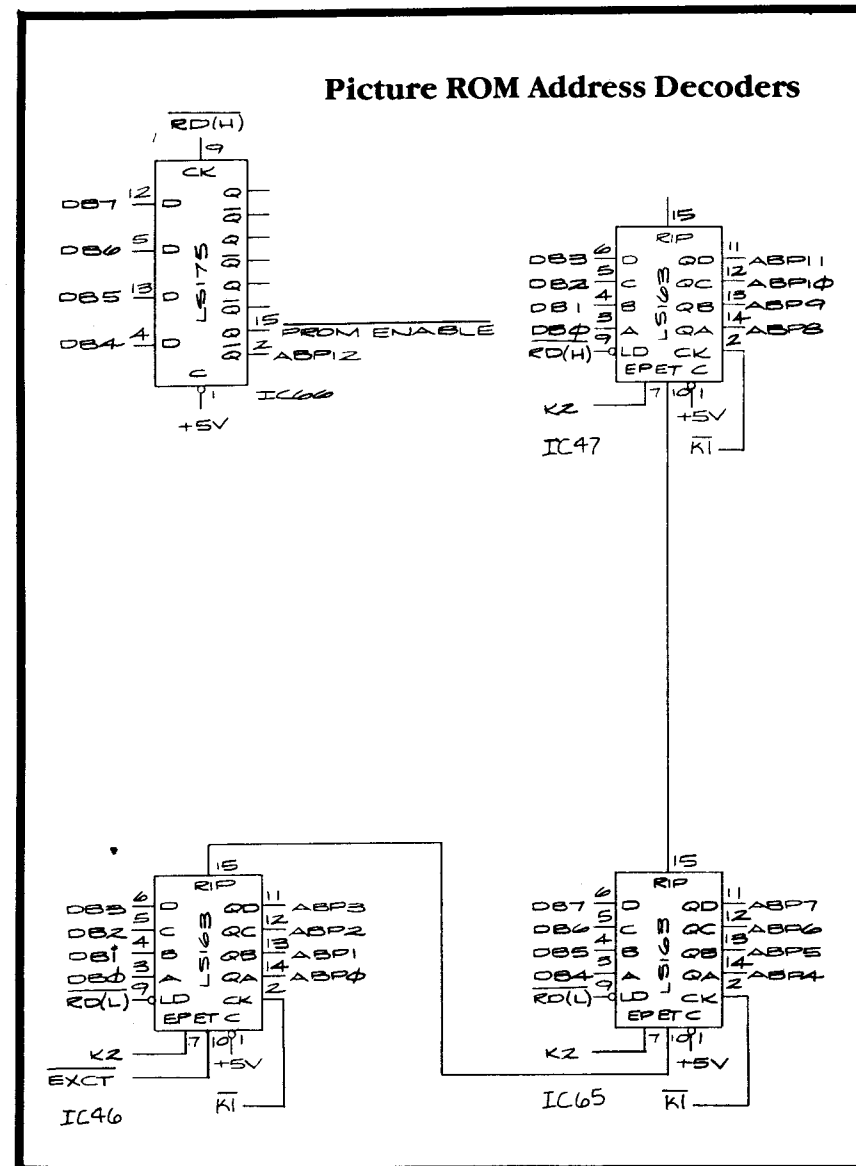 Picture ROM Address Decoders
RD(H)
9
CK
DB7 12 D
DB6 5 D
DB5 13 D
DB4 4 D
LS175
Q
Q
Q
Q
Q
Q
Q 15 PROM ENABLE
Q 2 ABP12
C
1
+5V
IC66
15
RIP
DB3 6 D QD 11 ABP11
DB2 5 C QC 12 ABP10
DB1 4 B QB 13 ABP9
DB0 3 A QA 14 ABP8
RD(H) 9 LD CK 2
LS163
EP ET C
7 10 1
K2
+5V
IC47
K1
15
RIP
DB3 6 D QD 11 ABP3
DB2 5 C QC 12 ABP2
DB1 4 B QB 13 ABP1
DB0 3 A QA 14 ABP0
RD(L) 9 LD CK 2
LS163
EP ET C
7 10 1
K2
+5V
EXCT
IC46
K1
15
RIP
DB7 6 D QD 11 ABP7
DB6 5 C QC 12 ABP6
DB5 4 B QB 13 ABP5
DB4 3 A QA 14 ABP4
RD(L) 9 LD CK 2
LS163
EP ET C
7 10 1
K2
+5V
IC65
K1